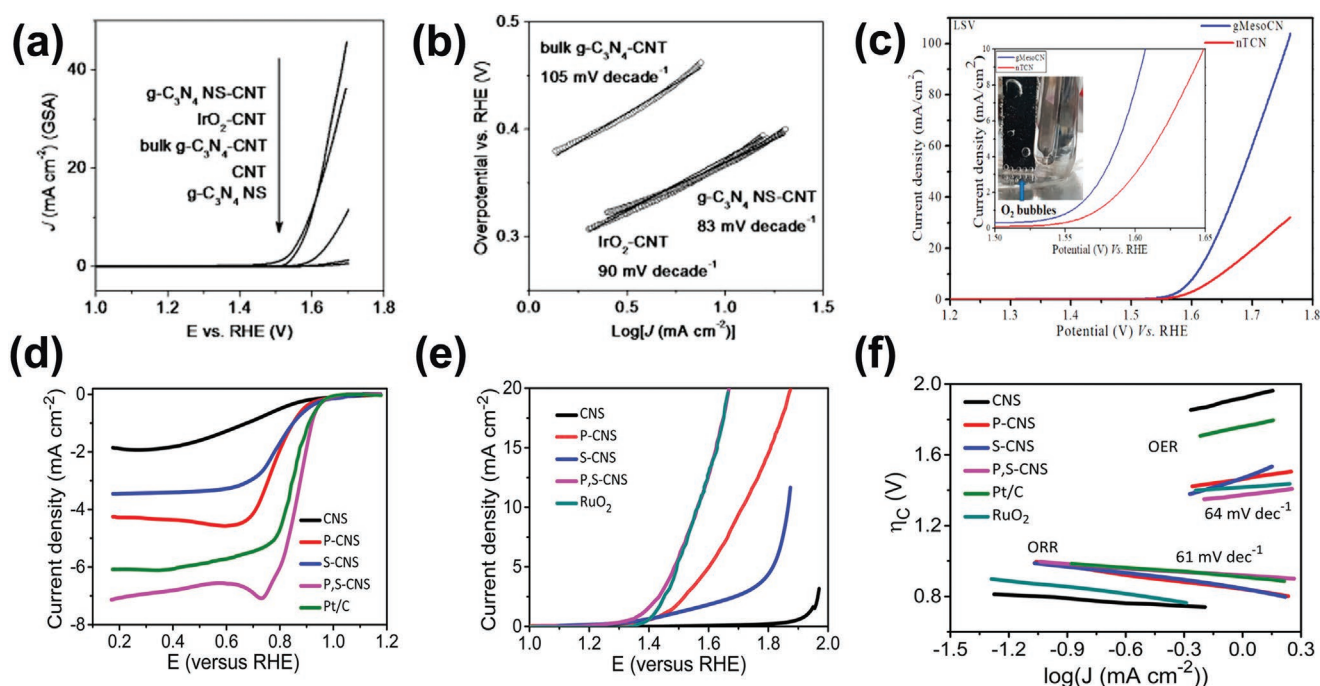 (a)
40
20
0
J (mA cm⁻²) (GSA)
g-C₃N₄ NS-CNT
IrO₂-CNT
bulk g-C₃N₄-CNT
CNT
g-C₃N₄ NS
1.0 1.2 1.4 1.6 1.8
E vs. RHE (V)
(b)
0.5
0.4
0.3
Overpotential vs. RHE (V)
bulk g-C₃N₄-CNT
105 mV decade⁻¹
g-C₃N₄ NS-CNT
83 mV decade⁻¹
IrO₂-CNT
90 mV decade⁻¹
0.0 0.5 1.0 1.5
Log[J (mA cm⁻²)]
(c)
LSV
gMesoCN
nTCN
100
80
60
40
20
0
Current density (mA/cm²)
gMesoCN
nTCN
10
8
6
4
2
0
Current density (mA/cm²)
O₂ bubbles
1.50 1.55 1.60 1.65
Potential (V) Vs. RHE
1.2 1.3 1.4 1.5 1.6 1.7 1.8
Potential (V) Vs. RHE
(d)
0
-2
-4
-6
-8
Current density (mA cm⁻²)
CNS
P-CNS
S-CNS
P,S-CNS
Pt/C
0.2 0.4 0.6 0.8 1.0 1.2
E (versus RHE)
(e)
20
15
10
5
0
Current density (mA cm⁻²)
CNS
P-CNS
S-CNS
P,S-CNS
RuO₂
1.0 1.2 1.4 1.6 1.8 2.0
E (versus RHE)
(f)
2.0
1.6
1.2
0.8
ηC (V)
CNS
P-CNS
S-CNS
P,S-CNS
Pt/C
RuO₂
OER
64 mV dec⁻¹
ORR
61 mV dec⁻¹
-1.5 -1.2 -0.9 -0.6 -0.3 0.0 0.3
log(J (mA cm⁻²))